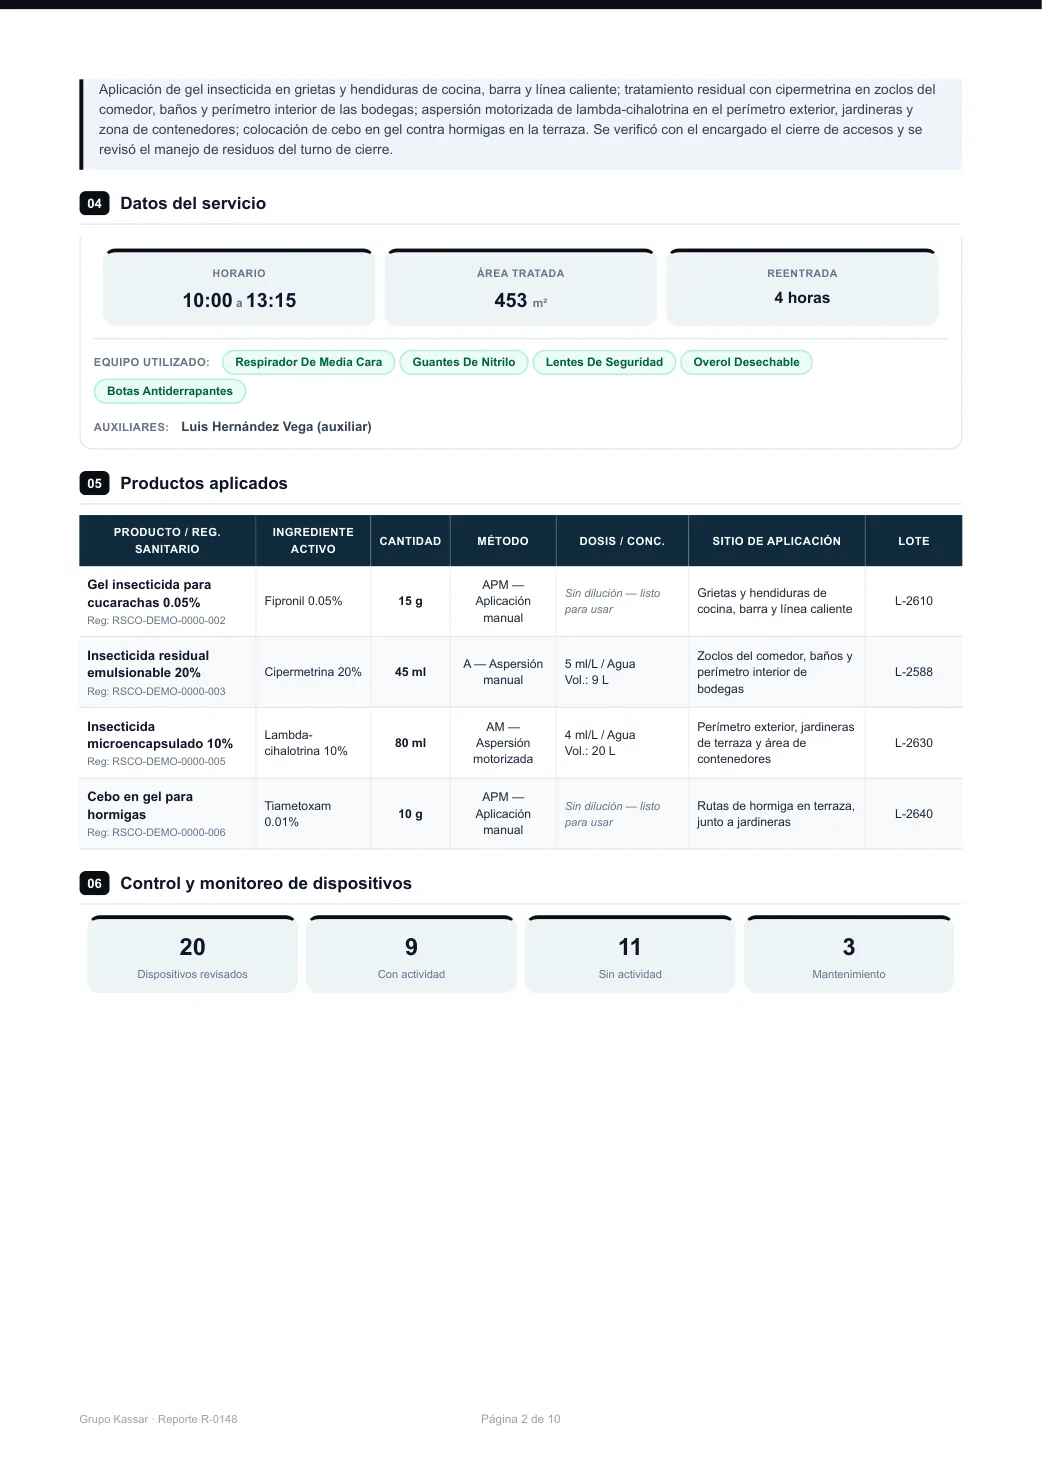 Aplicación de gel insecticida en grietas y hendiduras de cocina, barra y línea caliente; tratamiento residual con cipermetrina en zoclos del
comedor, baños y perímetro interior de las bodegas; aspersión motorizada de lambda-cihalotrina en el perímetro exterior, jardineras y
zona de contenedores; colocación de cebo en gel contra hormigas en la terraza. Se verificó con el encargado el cierre de accesos y se
revisó el manejo de residuos del turno de cierre.
04 Datos del servicio
HORARIO
10:00 a 13:15
ÁREA TRATADA
453 m²
REENTRADA
4 horas
EQUIPO UTILIZADO: Respirador De Media Cara Guantes De Nitrilo Lentes De Seguridad Overol Desechable
Botas Antiderrapantes
AUXILIARES: Luis Hernández Vega (auxiliar)
05 Productos aplicados
PRODUCTO / REG.
SANITARIO
INGREDIENTE
ACTIVO
CANTIDAD
MÉTODO
DOSIS / CONC.
SITIO DE APLICACIÓN
LOTE
Gel insecticida para
cucarachas 0.05%
Reg: RSCO-DEMO-0000-002
Fipronil 0.05%
15 g
APM —
Aplicación
manual
Sin dilución — listo
para usar
Grietas y hendiduras de
cocina, barra y línea caliente
L-2610
Insecticida residual
emulsionable 20%
Reg: RSCO-DEMO-0000-003
Cipermetrina 20%
45 ml
A — Aspersión
manual
5 ml/L / Agua
Vol.: 9 L
Zoclos del comedor, baños y
perímetro interior de
bodegas
L-2588
Insecticida
microencapsulado 10%
Reg: RSCO-DEMO-0000-005
Lambda-
cihalotrina 10%
80 ml
AM —
Aspersión
motorizada
4 ml/L / Agua
Vol.: 20 L
Perímetro exterior, jardineras
de terraza y área de
contenedores
L-2630
Cebo en gel para
hormigas
Reg: RSCO-DEMO-0000-006
Tiametoxam
0.01%
10 g
APM —
Aplicación
manual
Sin dilución — listo
para usar
Rutas de hormiga en terraza,
junto a jardineras
L-2640
06 Control y monitoreo de dispositivos
20
Dispositivos revisados
9
Con actividad
11
Sin actividad
3
Mantenimiento
Grupo Kassar · Reporte R-0148
Página 2 de 10